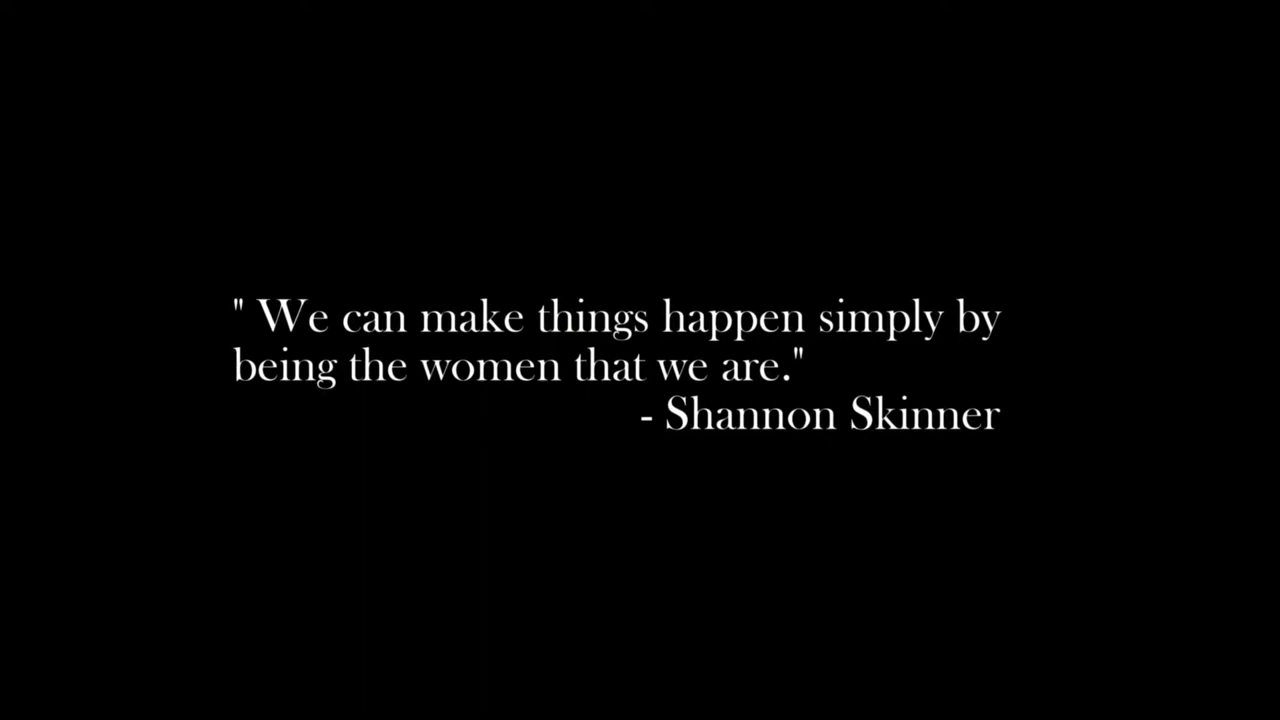 " We can make things happen simply by
being the women that we are."
- Shannon Skinner